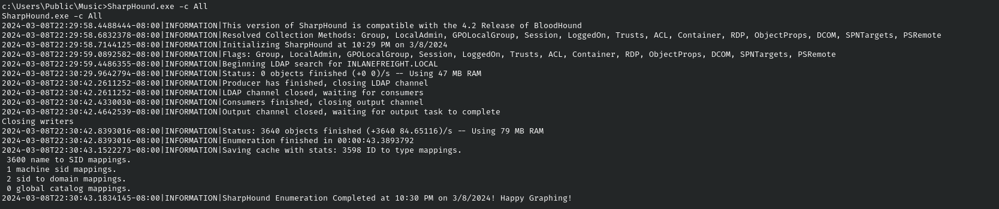 c:\Users\Public\Music>SharpHound.exe -c All
SharpHound.exe -c All
2024-03-08T22:29:58.4488444-08:00|INFORMATION|This version of SharpHound is compatible with the 4.2 Release of BloodHound
2024-03-08T22:29:58.6832378-08:00|INFORMATION|Resolved Collection Methods: Group, LocalAdmin, GPOLocalGroup, Session, LoggedOn, Trusts, ACL, Container, RDP, ObjectProps, DCOM, SPNTargets, PSRemote
2024-03-08T22:29:58.7144125-08:00|INFORMATION|Initializing SharpHound at 10:29 PM on 3/8/2024
2024-03-08T22:29:59.0892582-08:00|INFORMATION|Flags: Group, LocalAdmin, GPOLocalGroup, Session, LoggedOn, Trusts, ACL, Container, RDP, ObjectProps, DCOM, SPNTargets, PSRemote
2024-03-08T22:29:59.4486355-08:00|INFORMATION|Beginning LDAP search for INLANEFREIGHT.LOCAL
2024-03-08T22:30:29.9642794-08:00|INFORMATION|Status: 0 objects finished (+0 0)/s -- Using 47 MB RAM
2024-03-08T22:30:42.2611252-08:00|INFORMATION|Producer has finished, closing LDAP channel
2024-03-08T22:30:42.2611252-08:00|INFORMATION|LDAP channel closed, waiting for consumers
2024-03-08T22:30:42.4330030-08:00|INFORMATION|Consumers finished, closing output channel
2024-03-08T22:30:42.4642539-08:00|INFORMATION|Output channel closed, waiting for output task to complete
Closing writers
2024-03-08T22:30:42.8393016-08:00|INFORMATION|Status: 3640 objects finished (+3640 84.65116)/s -- Using 79 MB RAM
2024-03-08T22:30:42.8393016-08:00|INFORMATION|Enumeration finished in 00:00:43.3893792
2024-03-08T22:30:43.1522273-08:00|INFORMATION|Saving cache with stats: 3598 ID to type mappings.
3600 name to SID mappings.
1 machine sid mappings.
2 sid to domain mappings.
0 global catalog mappings.
2024-03-08T22:30:43.1834145-08:00|INFORMATION|SharpHound Enumeration Completed at 10:30 PM on 3/8/2024! Happy Graphing!